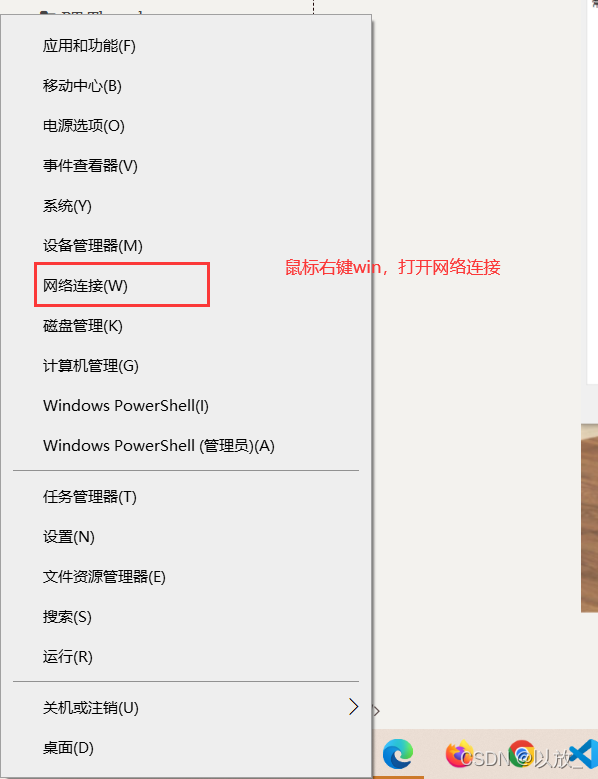 应用和功能(F)
移动中心(B)
电源选项(O)
事件查看器(V)
系统(Y)
设备管理器(M)
网络连接(W)
鼠标右键win，打开网络连接
磁盘管理(K)
计算机管理(G)
Windows PowerShell(I)
Windows PowerShell (管理员)(A)
任务管理器(T)
设置(N)
文件资源管理器(E)
搜索(S)
运行(R)
关机或注销(U)
桌面(D)
CSDN @以放_